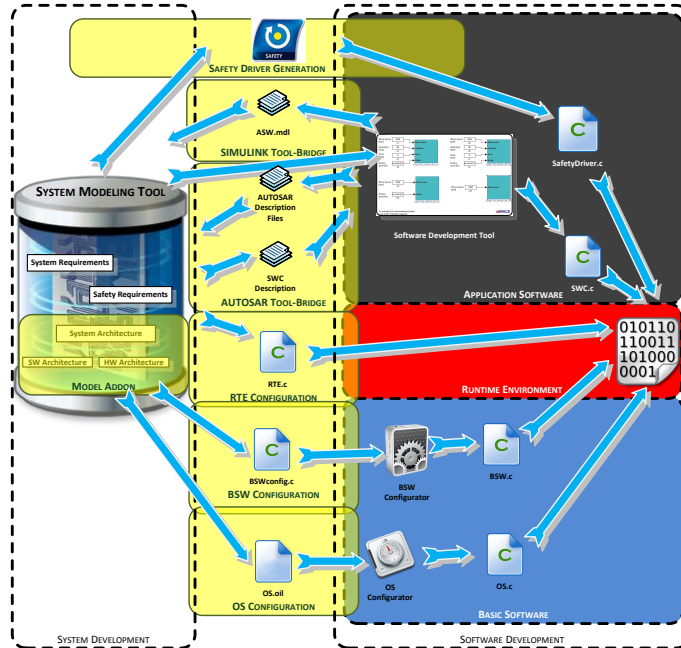 SAFETY
SAFETY DRIVER GENERATION
ASW.mdl
SIMULINK TOOL-BRIDGE
SafetyDriver.c
SYSTEM MODELING TOOL
AUTOSAR
Description
Files
Software Development Tool
System Requirements
Safety Requirements
SWC
Description
SWC.c
AUTOSAR TOOL-BRIDGE
APPLICATION SOFTWARE
System Architecture
SW Architecture
HW Architecture
MODEL ADDON
C
RTE.c
RTE CONFIGURATION
010110
110011
101000
0001
RUNTIME ENVIRONMENT
C
BSWconfig.c
BSW CONFIGURATION
BSW
Configurator
C
BSW.c
OS.oil
OS CONFIGURATION
OS
Configurator
C
OS.c
BASIC SOFTWARE
SYSTEM DEVELOPMENT
SOFTWARE DEVELOPMENT